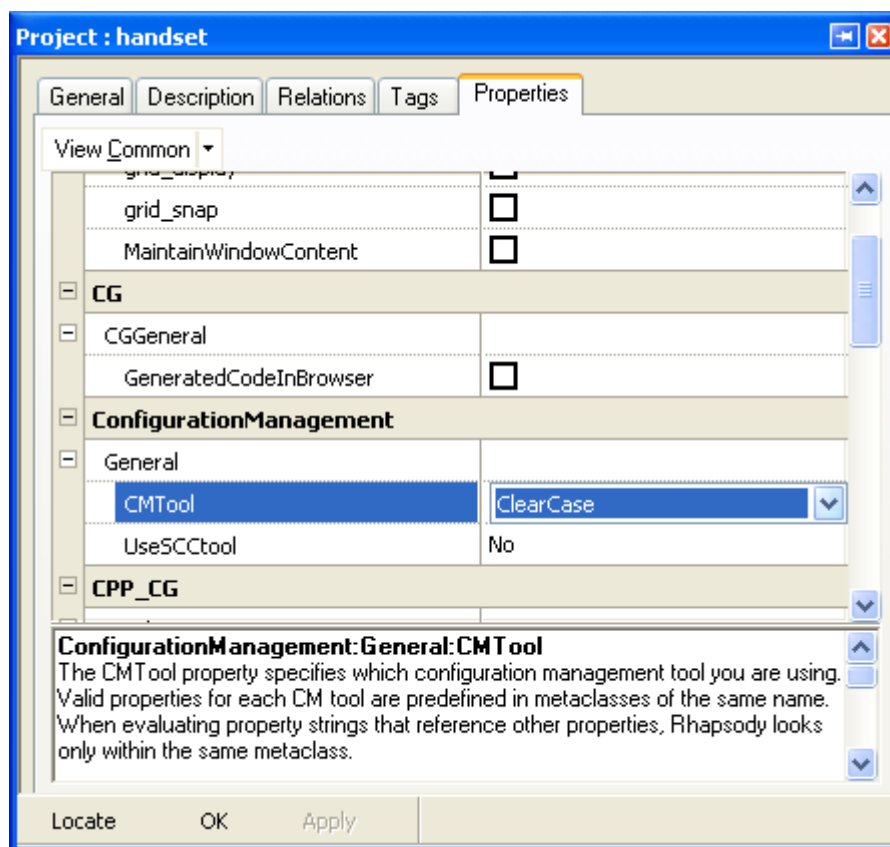 Project : handset
General Description Relations Tags Properties
View Common
grid_display
grid_snap
MaintainWindowContent
CG
CGGeneral
GeneratedCodeInBrowser
ConfigurationManagement
General
CMTool ClearCase
UseSCCtool No
CPP_CG
ConfigurationManagement:General:CMTool
The CMTool property specifies which configuration management tool you are using.
Valid properties for each CM tool are predefined in metaclasses of the same name.
When evaluating property strings that reference other properties, Rhapsody looks
only within the same metaclass.
Locate OK Apply